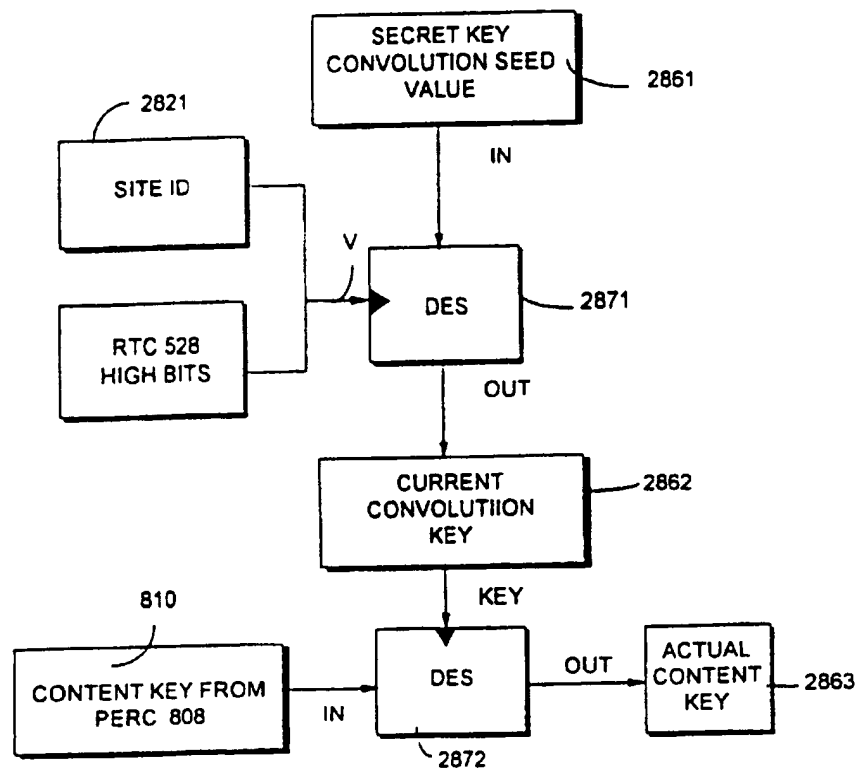 SECRET KEY
CONVOLUTION SEED
VALUE
2861
2821
IN
SITE ID
V
DES
2871
RTC 528
HIGH BITS
OUT
CURRENT
CONVOLUTIION
KEY
2862
KEY
810
CONTENT KEY FROM
PERC 808
IN
DES
OUT
ACTUAL
CONTENT
KEY
2863
2872